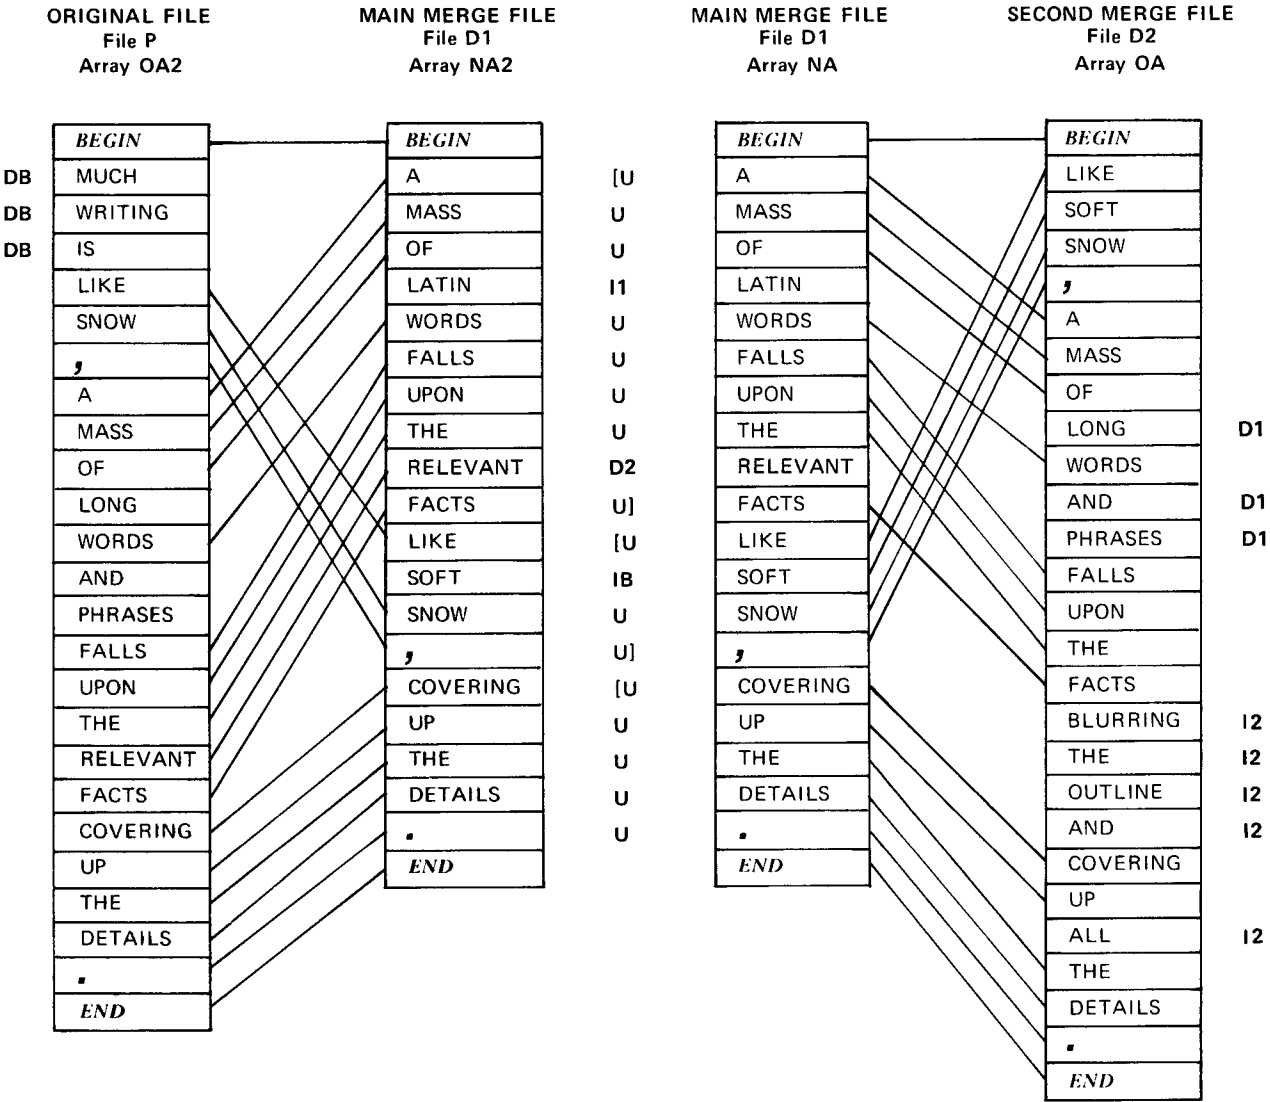 ORIGINAL FILE MAIN MERGE FILE MAIN MERGE FILE SECOND MERGE FILE
File P File D1 File D1 File D2
Array OA2 Array NA2 Array NA Array OA
BEGIN BEGIN BEGIN BEGIN
DB MUCH A [U A LIKE
DB WRITING MASS U MASS SOFT
DB IS OF U OF SNOW
LIKE LATIN I1 LATIN ,
SNOW WORDS U WORDS A
, FALLS U FALLS MASS
A UPON U UPON OF
MASS THE U THE LONG D1
OF RELEVANT D2 RELEVANT WORDS
LONG FACTS U] FACTS AND D1
WORDS LIKE [U LIKE PHRASES D1
AND SOFT IB SOFT FALLS
PHRASES SNOW U SNOW UPON
FALLS , U] , THE
UPON COVERING [U COVERING FACTS
THE UP U UP BLURRING I2
RELEVANT THE U THE THE I2
FACTS DETAILS U DETAILS OUTLINE I2
COVERING . U . AND I2
UP END END COVERING
THE UP
DETAILS ALL I2
. THE
END DETAILS
.
END